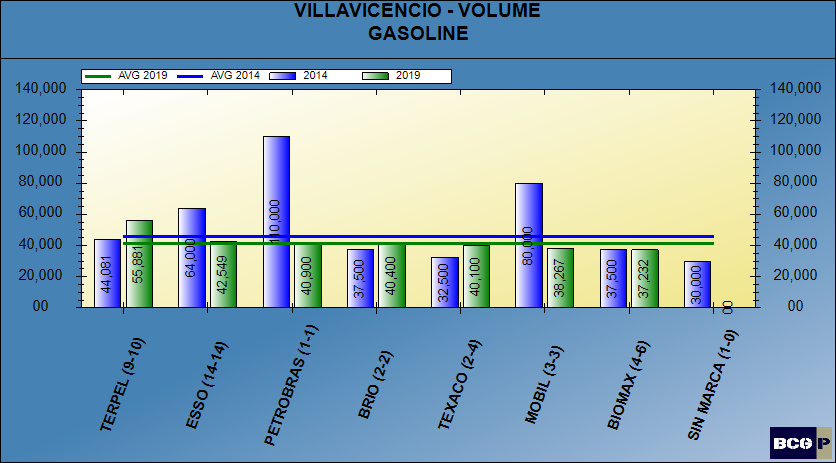 VILLAVICENCIO - VOLUME
GASOLINE
AVG 2019 AVG 2014 2014 2019
140,000 140,000
120,000 120,000
100,000 100,000
80,000 80,000
60,000 60,000
40,000 40,000
20,000 20,000
00 00
44,081 55,881 64,000 42,549 110,000 40,900 37,500 40,400 32,500 40,100 80,000 38,267 37,500 37,232 30,000 00
TERPEL (9-10)
ESSO (14-14)
PETROBRAS (1-1)
BRIO (2-2)
TEXACO (2-4)
MOBIL (3-3)
BIOMAX (4-6)
SIN MARCA (1-0)
BCO P